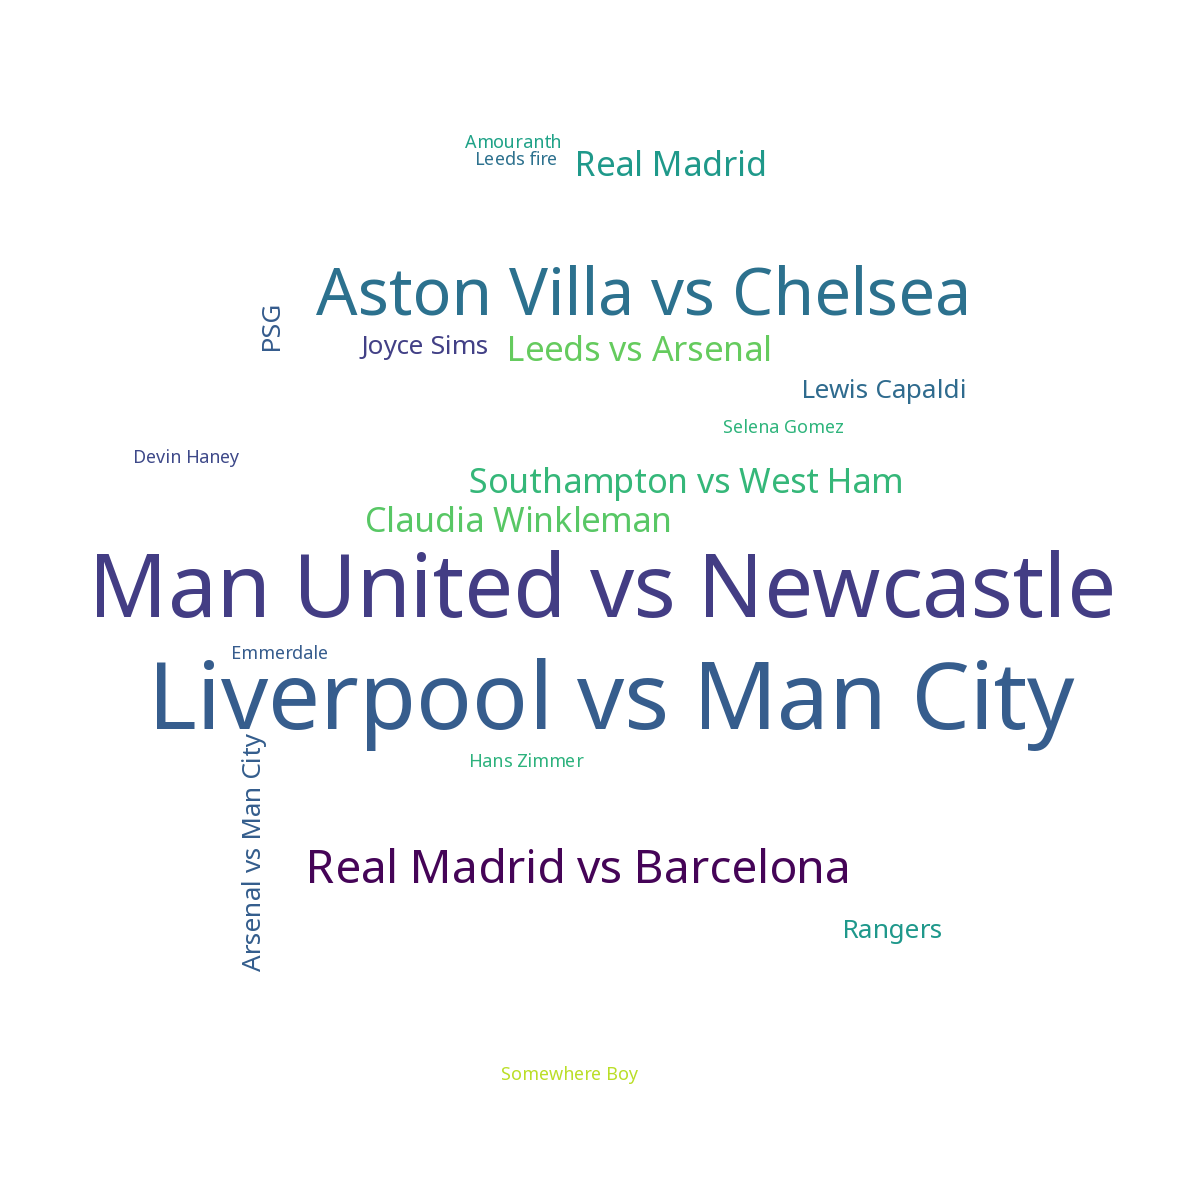 Amouranth
Leeds fire
Real Madrid
Aston Villa vs Chelsea
PSG
Joyce Sims
Leeds vs Arsenal
Lewis Capaldi
Selena Gomez
Devin Haney
Southampton vs West Ham
Claudia Winkleman
Man United vs Newcastle
Emmerdale
Liverpool vs Man City
Arsenal vs Man City
Hans Zimmer
Real Madrid vs Barcelona
Rangers
Somewhere Boy